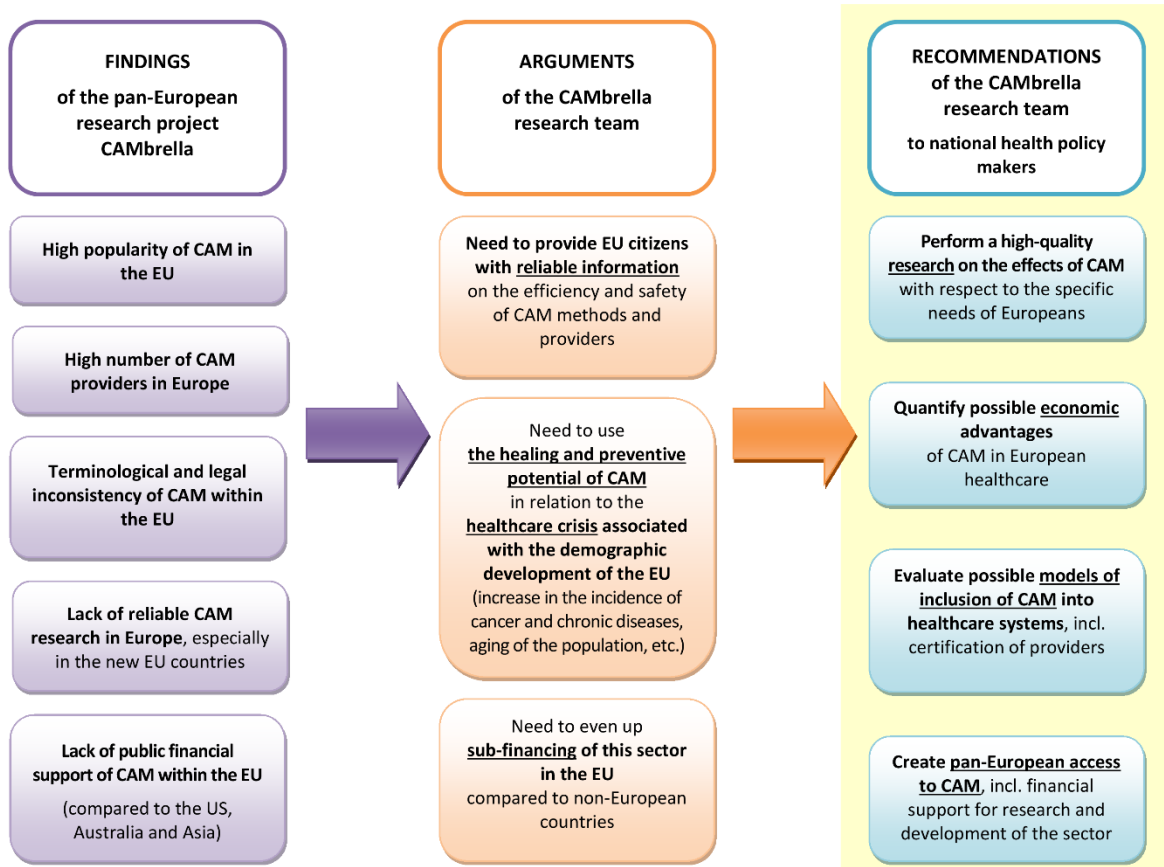 FINDINGS
of the pan-European
research project
CAMbrella
High popularity of CAM in
the EU
High number of CAM
providers in Europe
Terminological and legal
inconsistency of CAM within
the EU
Lack of reliable CAM
research in Europe, especially
in the new EU countries
Lack of public financial
support of CAM within the EU
(compared to the US,
Australia and Asia)
ARGUMENTS
of the CAMbrella
research team
Need to provide EU citizens
with reliable information
on the efficiency and safety
of CAM methods and
providers
Need to use
the healing and preventive
potential of CAM
in relation to the
healthcare crisis associated
with the demographic
development of the EU
(increase in the incidence of
cancer and chronic diseases,
aging of the population, etc.)
Need to even up
sub-financing of this sector
in the EU
compared to non-European
countries
RECOMMENDATIONS
of the CAMbrella
research team
to national health policy
makers
Perform a high-quality
research on the effects of CAM
with respect to the specific
needs of Europeans
Quantify possible economic
advantages
of CAM in European
healthcare
Evaluate possible models of
inclusion of CAM into
healthcare systems, incl.
certification of providers
Create pan-European access
to CAM, incl. financial
support for research and
development of the sector